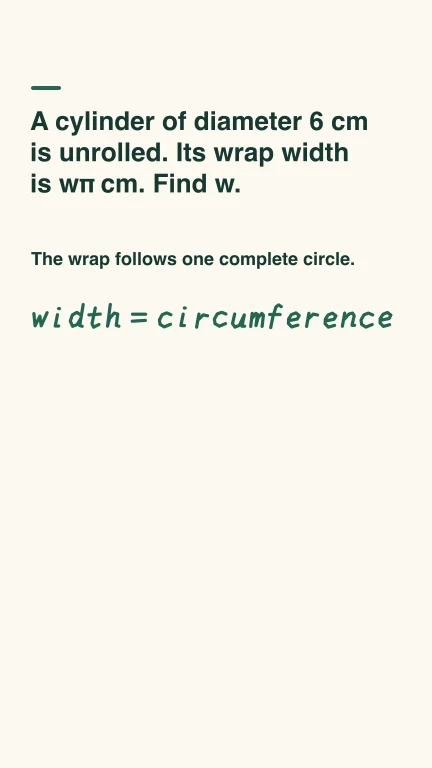 A cylinder of diameter 6 cm
is unrolled. Its wrap width
is wπ cm. Find w.
The wrap follows one complete circle.
width = circumference